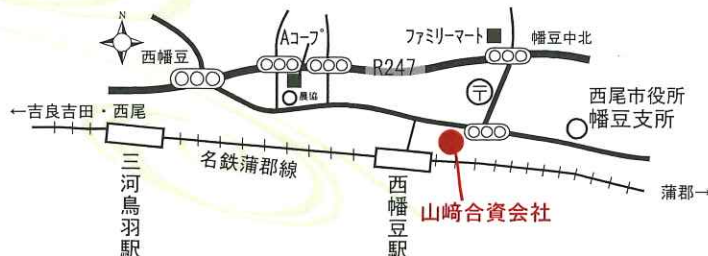 N
Aコープ
ファミリーマート
幡豆中北
西幡豆
R247
農協
〒
西尾市役所
幡豆支所
←吉良吉田・西尾
名鉄蒲郡線
三河鳥羽駅
西幡豆駅
山﨑合資会社
蒲郡→